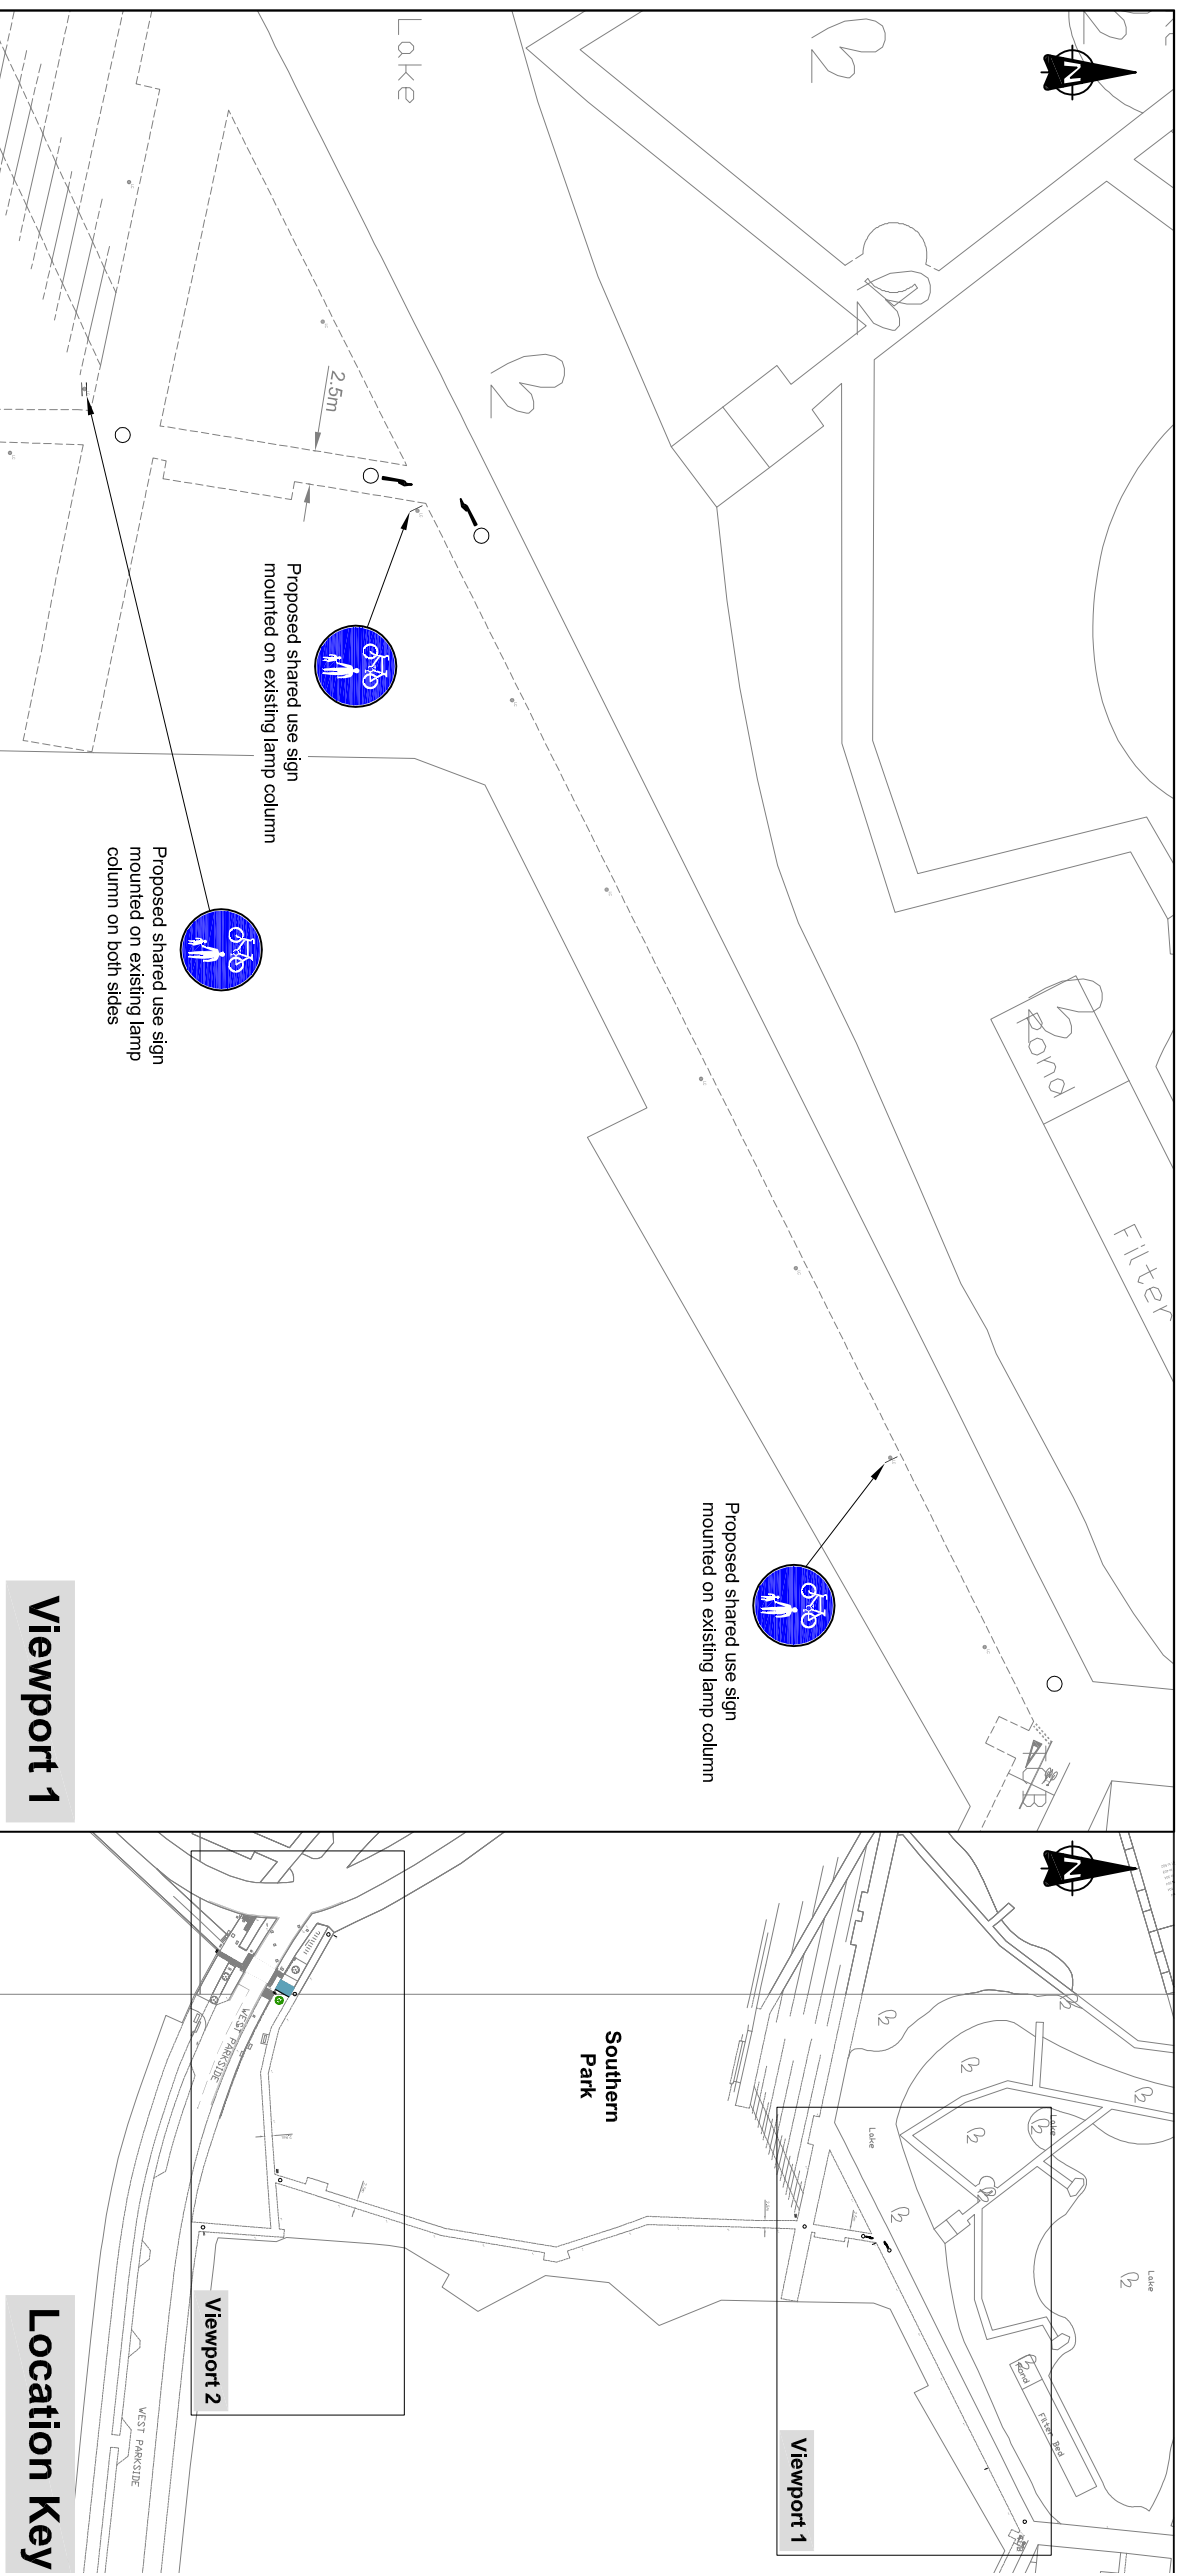 Lake
N
2.5m
Proposed shared use sign
mounted on existing lamp column
Proposed shared use sign
mounted on existing lamp
column on both sides
Pond
Filter
Proposed shared use sign
mounted on existing lamp column
TCB
Viewport 1
N
Southern
Park
Lake
Lake
Lake
Pond
Filter Bed
WEST PARKSIDE
WEST PARKSIDE
Viewport 2
Viewport 1
Location Key